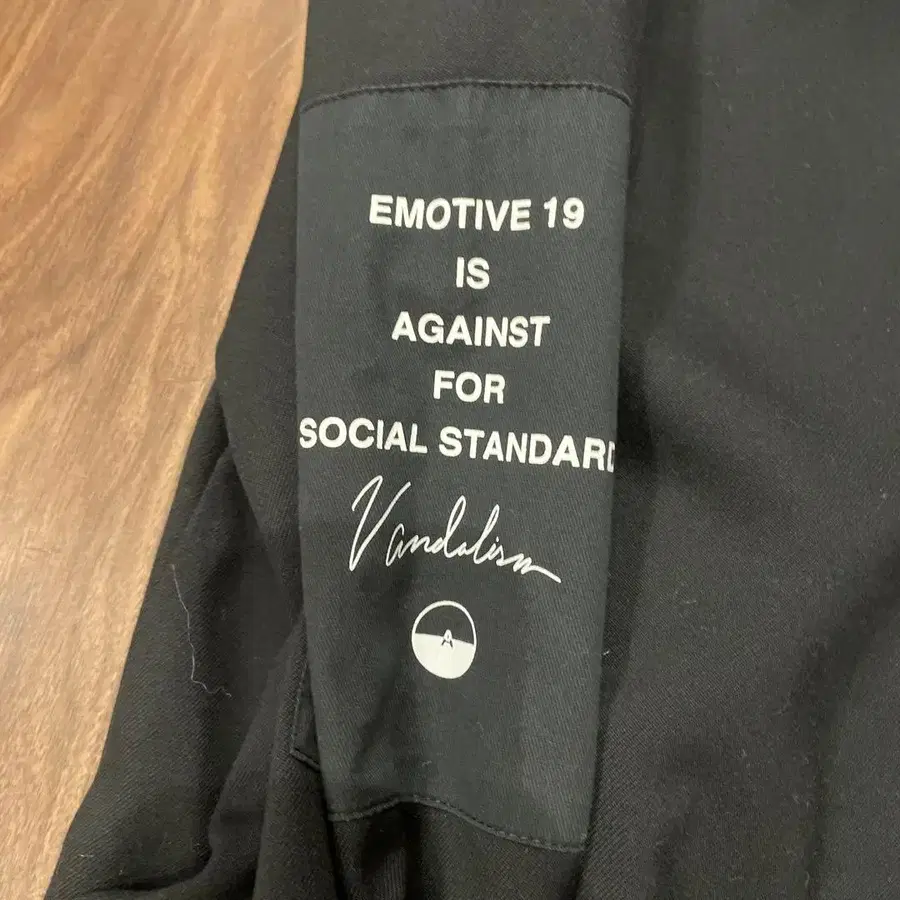 EMOTIVE 19
IS
AGAINST
FOR
SOCIAL STANDARD
Vandalism
A